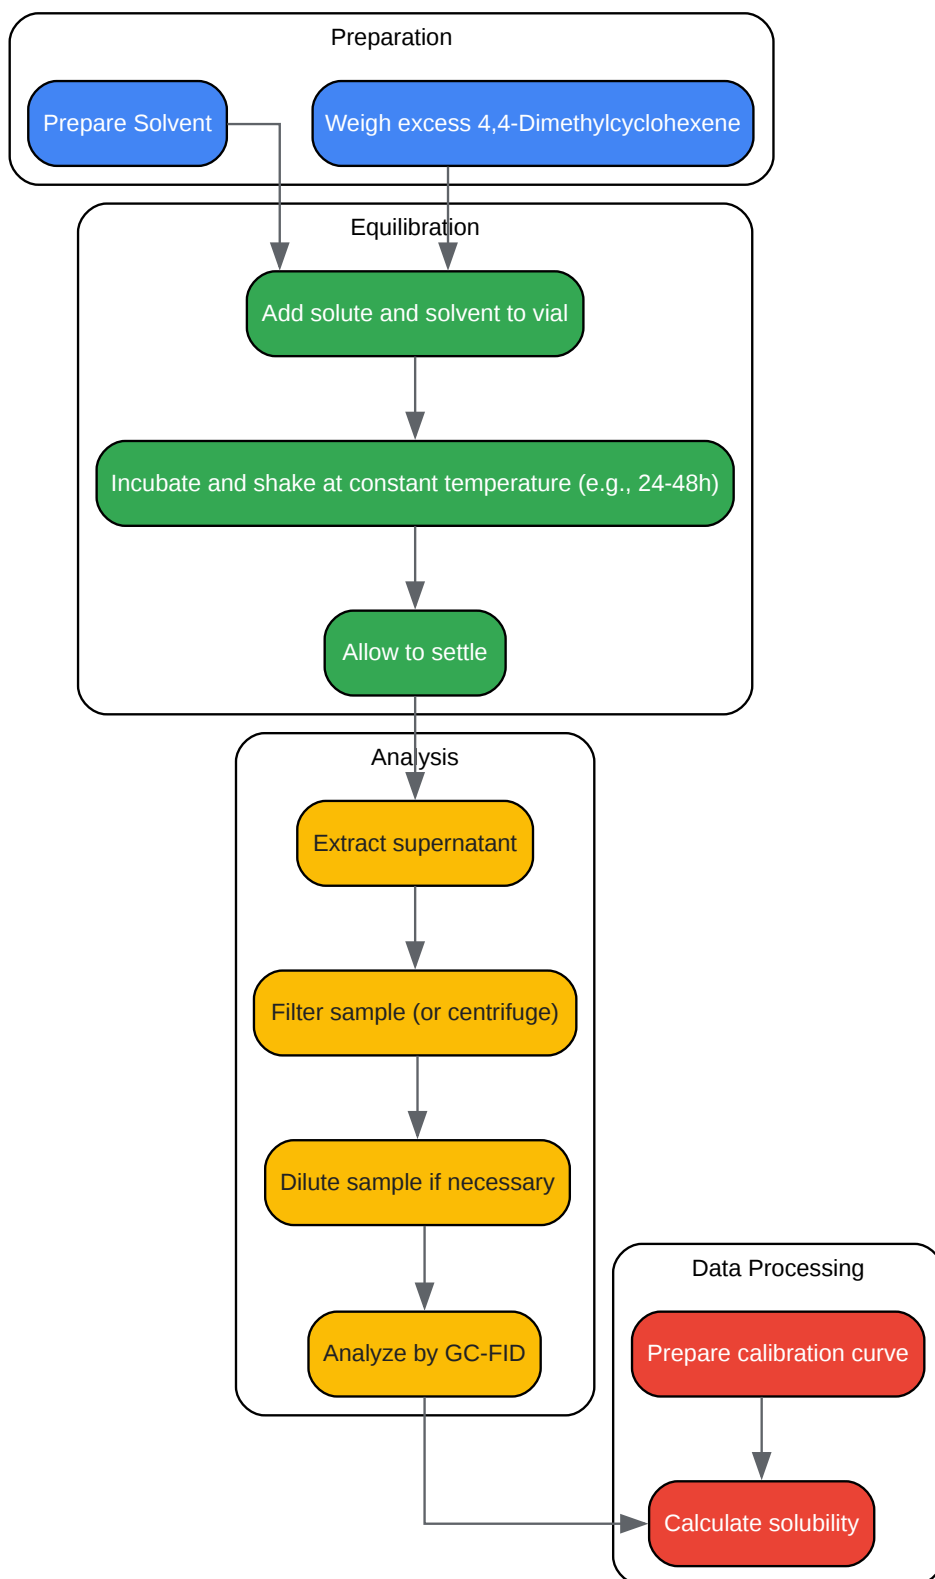 Preparation
Prepare Solvent
Weigh excess 4,4-Dimethylcyclohexene
Equilibration
Add solute and solvent to vial
Incubate and shake at constant temperature (e.g., 24-48h)
Allow to settle
Analysis
Extract supernatant
Filter sample (or centrifuge)
Dilute sample if necessary
Analyze by GC-FID
Data Processing
Prepare calibration curve
Calculate solubility